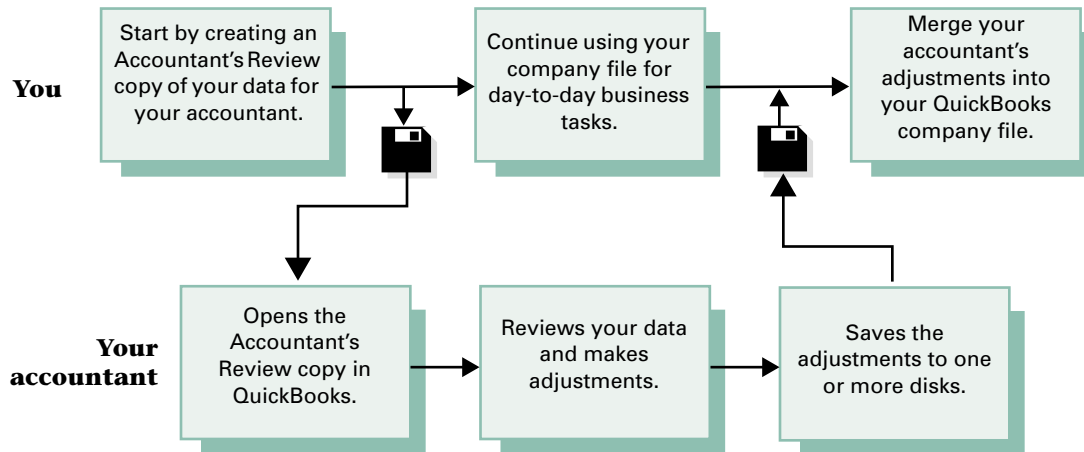 You
Start by creating an
Accountant's Review
copy of your data for
your accountant.
Continue using your
company file for
day-to-day business
tasks.
Merge your
accountant's
adjustments into
your QuickBooks
company file.
Your
accountant
Opens the
Accountant's
Review copy in
QuickBooks.
Reviews your data
and makes
adjustments.
Saves the
adjustments to one
or more disks.